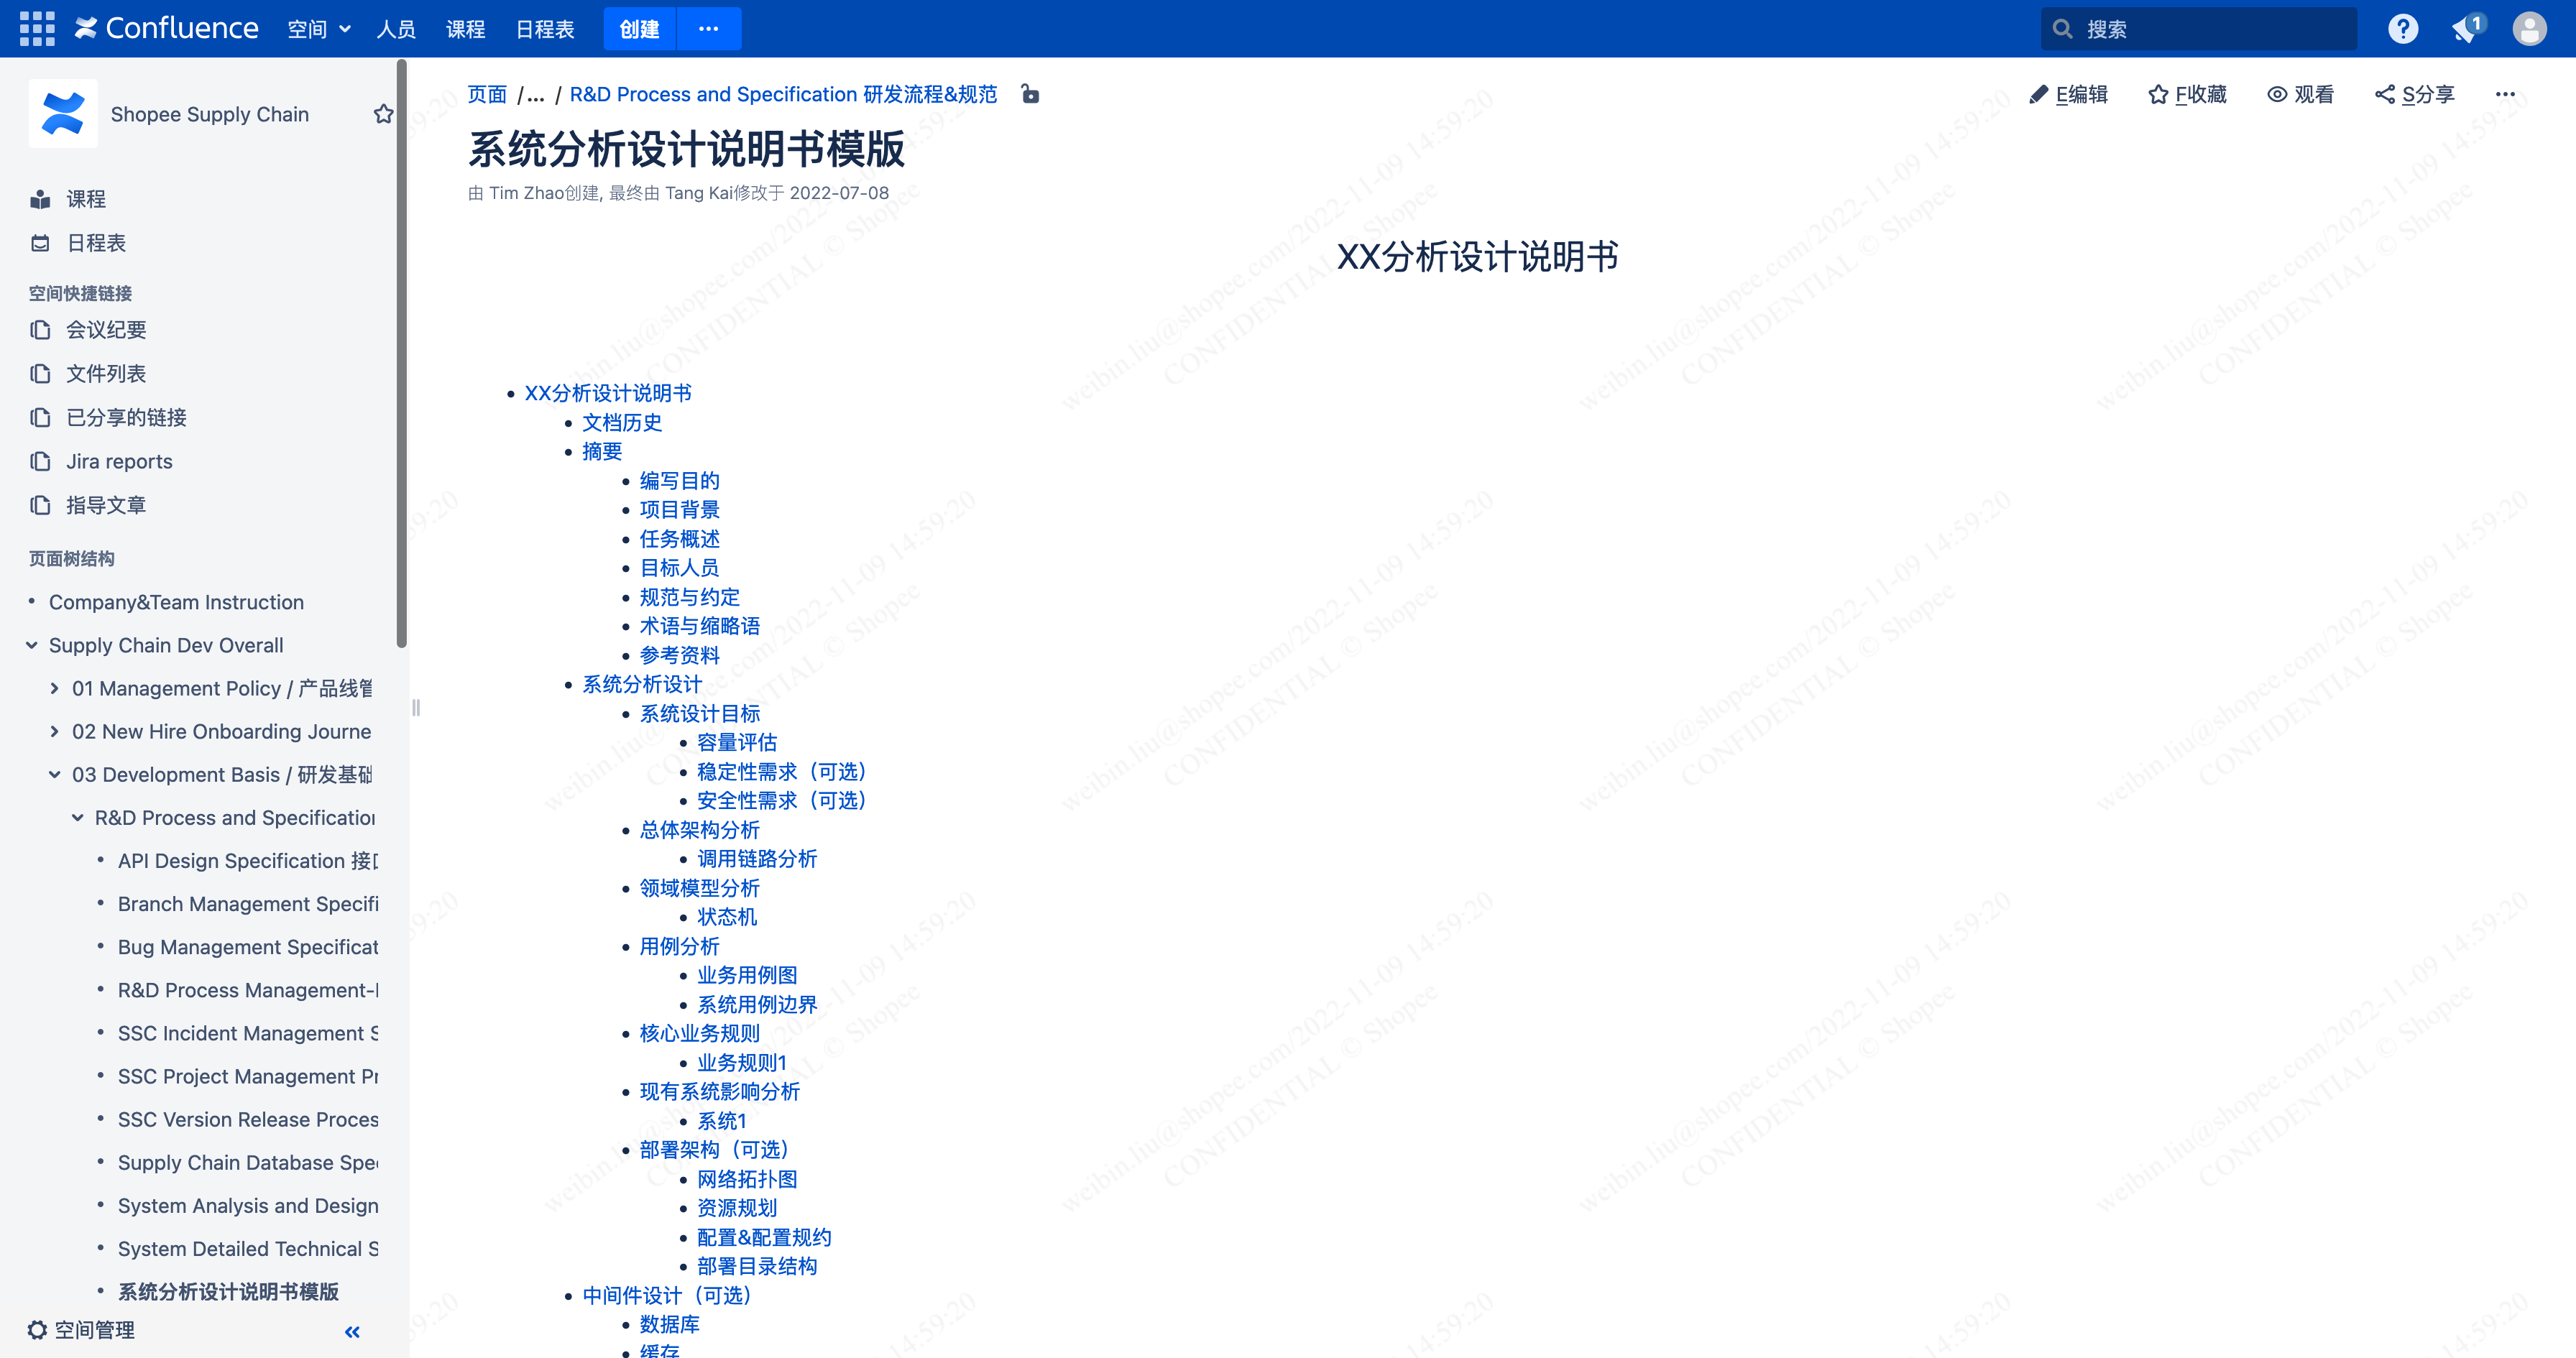 Confluence 空间 人员 课程 日程表 创建 ··· 搜索 1
Shopee Supply Chain
课程
日程表
空间快捷链接
会议纪要
文件列表
已分享的链接
Jira reports
指导文章
页面树结构
Company&Team Instruction
Supply Chain Dev Overall
01 Management Policy / 产品线管
02 New Hire Onboarding Journe
03 Development Basis / 研发基础
R&D Process and Specification
API Design Specification 接口
Branch Management Specifi
Bug Management Specificat
R&D Process Management-
SSC Incident Management S
SSC Project Management Pr
SSC Version Release Proces
Supply Chain Database Spec
System Analysis and Design
System Detailed Technical S
系统分析设计说明书模版
空间管理
页面 /... / R&D Process and Specification 研发流程&规范
E编辑 F收藏 观看 S分享 ···
系统分析设计说明书模版
由 Tim Zhao创建, 最终由 Tang Kai修改于 2022-07-08
XX分析设计说明书
XX分析设计说明书
文档历史
摘要
编写目的
项目背景
任务概述
目标人员
规范与约定
术语与缩略语
参考资料
系统分析设计
系统设计目标
容量评估
稳定性需求（可选）
安全性需求（可选）
总体架构分析
调用链路分析
领域模型分析
状态机
用例分析
业务用例图
系统用例边界
核心业务规则
业务规则1
现有系统影响分析
系统1
部署架构（可选）
网络拓扑图
资源规划
配置&配置规约
部署目录结构
中间件设计（可选）
数据库
缓存
weibin.liu@shopee.com/2022-11-09 14:59:20
CONFIDENTIAL © Shopee